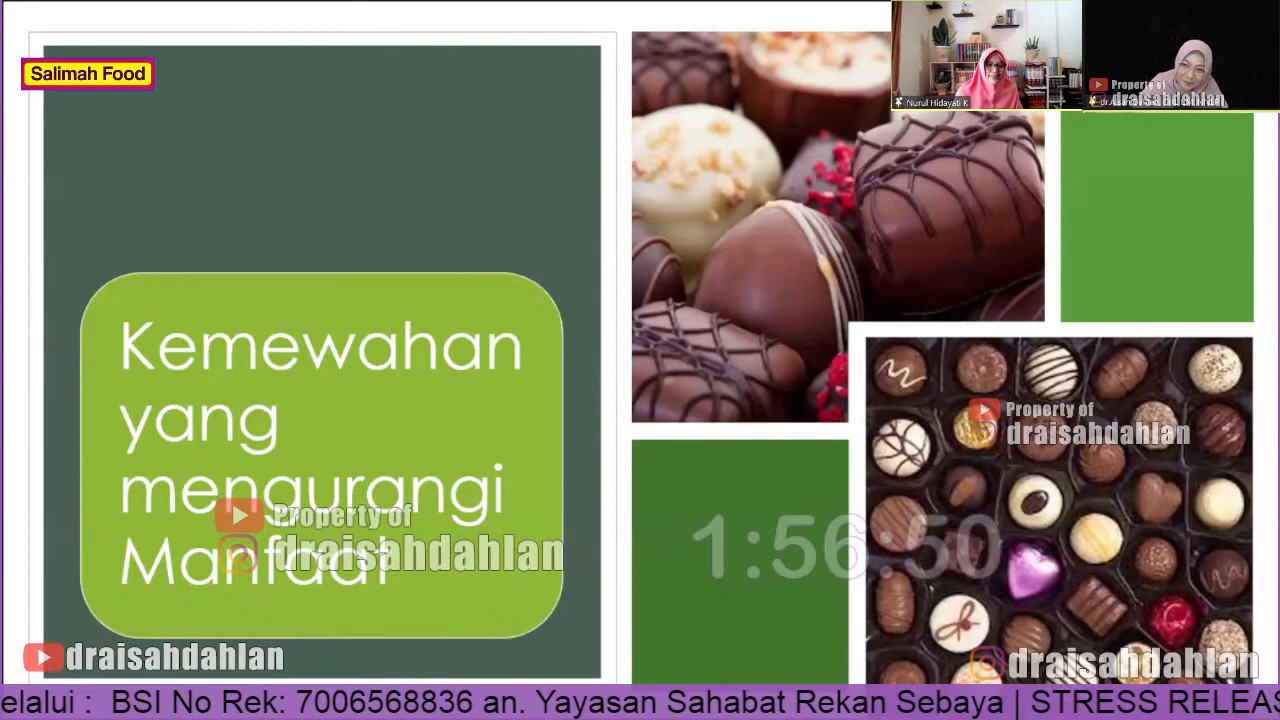 Salimah Food
Nurul Hidayati K
Property of
draisahdahlan
Kemewahan
yang
mengurangi
Manfaat
Property of
draisahdahlan
Property of
draisahdahlan
1:56:50
draisahdahlan
draisahdahlan
elalui : BSI No Rek: 7006568836 an. Yayasan Sahabat Rekan Sebaya | STRESS RELEAS